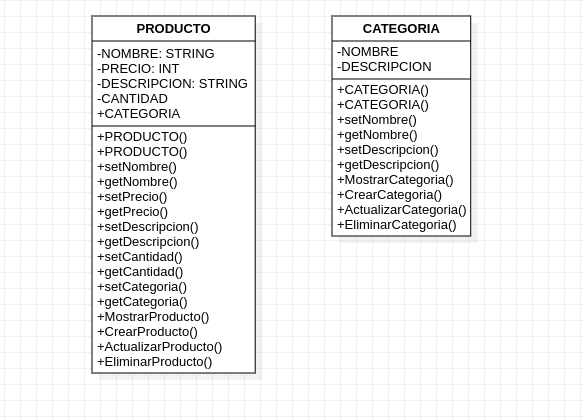 PRODUCTO
-NOMBRE: STRING
-PRECIO: INT
-DESCRIPCION: STRING
-CANTIDAD
+CATEGORIA
+PRODUCTO()
+PRODUCTO()
+setNombre()
+getNombre()
+setPrecio()
+getPrecio()
+setDescripcion()
+getDescripcion()
+setCantidad()
+getCantidad()
+setCategoria()
+getCategoria()
+MostrarProducto()
+CrearProducto()
+ActualizarProducto()
+EliminarProducto()
CATEGORIA
-NOMBRE
-DESCRIPCION
+CATEGORIA()
+CATEGORIA()
+setNombre()
+getNombre()
+setDescripcion()
+getDescripcion()
+MostrarCategoria()
+CrearCategoria()
+ActualizarCategoria()
+EliminarCategoria()